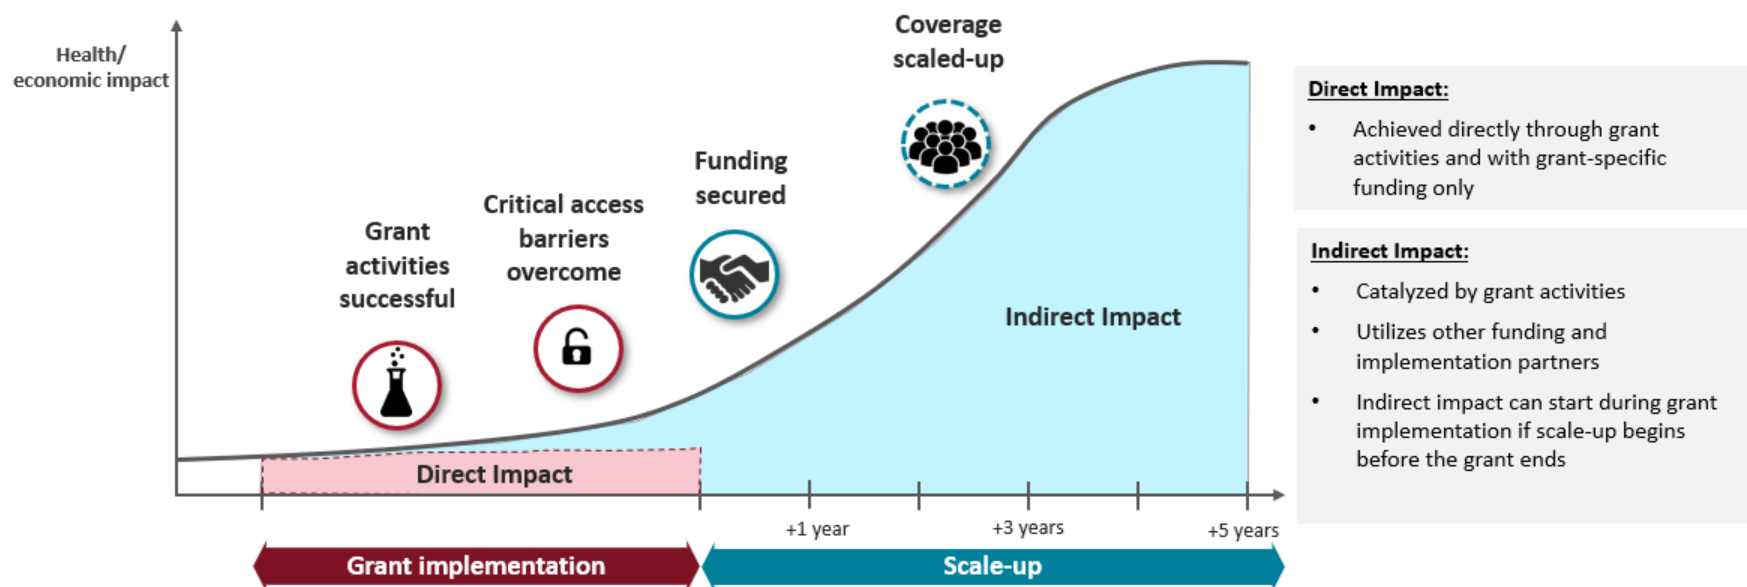 Health/
economic impact
Grant
activities
successful
Critical access
barriers
overcome
Funding
secured
Coverage
scaled-up
Direct Impact
Indirect Impact
+1 year
+3 years
+5 years
Grant implementation
Scale-up
Direct Impact:
• Achieved directly through grant
activities and with grant-specific
funding only
Indirect Impact:
• Catalyzed by grant activities
• Utilizes other funding and
implementation partners
• Indirect impact can start during grant
implementation if scale-up begins
before the grant ends